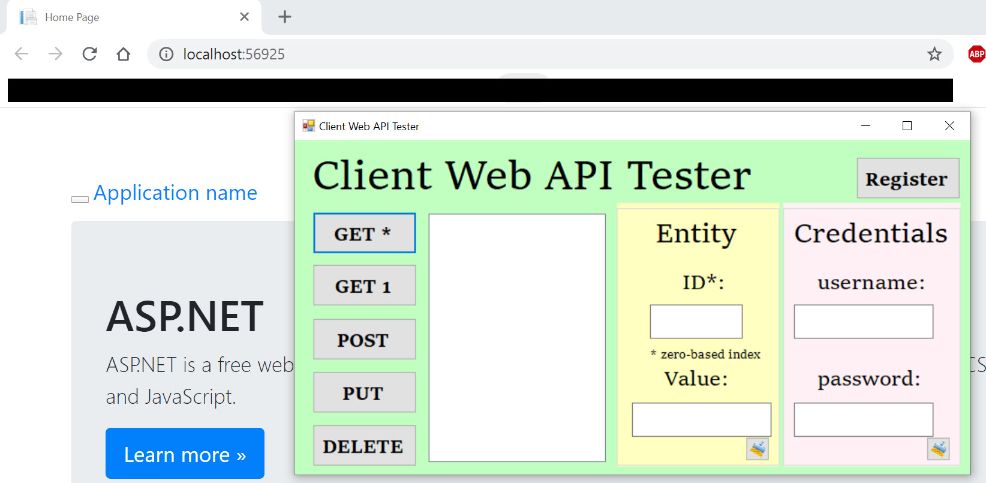 Home Page
localhost:56925
ABP
Client Web API Tester
Client Web API Tester
Register
Application name
GET *
GET 1
POST
PUT
DELETE
Entity
ID*:
* zero-based index
Value:
Credentials
username:
password:
ASP.NET
ASP.NET is a free web
CS
and JavaScript.
Learn more »